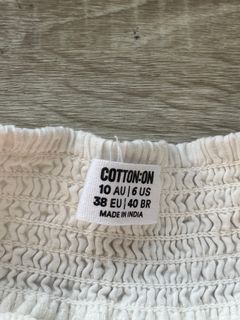 COTTON:ON
10 AU | 6 US
38 EU | 40 BR
MADE IN INDIA